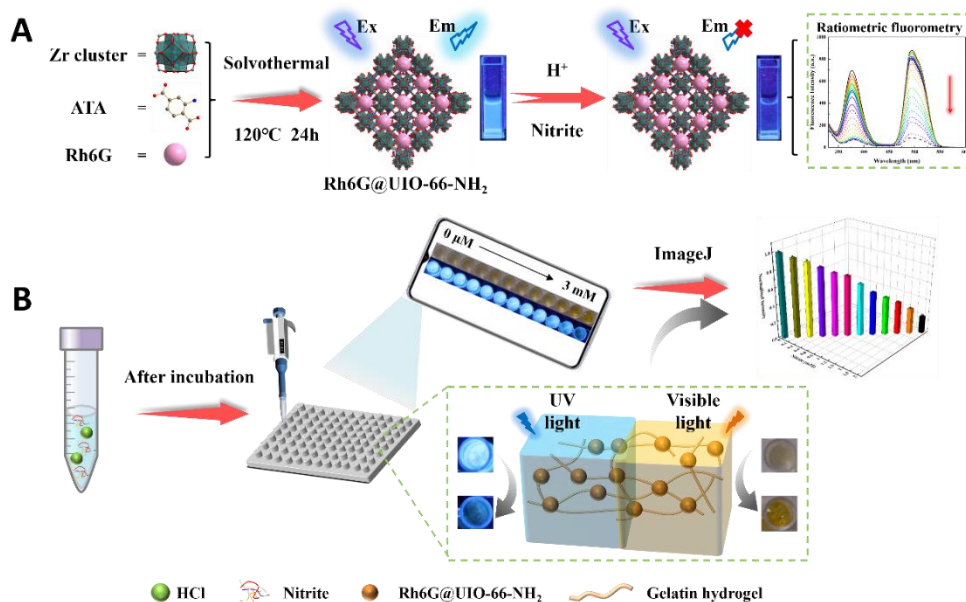 A
Zr cluster =
ATA =
Rh6G =
Solvothermal
120°C 24h
Ex
Em
Rh6G@UIO-66-NH₂
H⁺
Nitrite
Ex
Em
Ratiometric fluorometry
Fluorescence Intensity (a.u.)
Wavelength (nm)
B
After incubation
0 μM
3 mM
ImageJ
UV
light
Visible
light
HCl
Nitrite
Rh6G@UIO-66-NH₂
Gelatin hydrogel